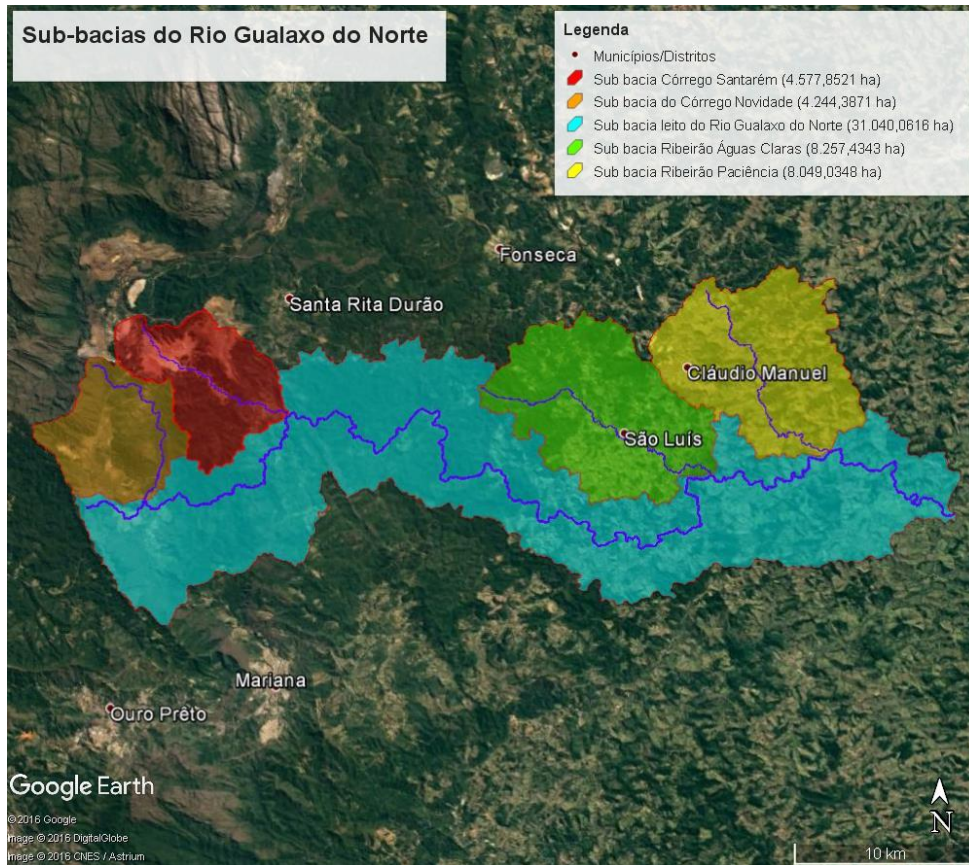 Sub-bacias do Rio Gualaxo do Norte
Legenda
Municípios/Distritos
Sub bacia Córrego Santarém (4.577,8521 ha)
Sub bacia do Córrego Novidade (4.244,3871 ha)
Sub bacia leito do Rio Gualaxo do Norte (31.040,0616 ha)
Sub bacia Ribeirão Águas Claras (8.257,4343 ha)
Sub bacia Ribeirão Paciência (8.049,0348 ha)
Fonseca
Santa Rita Durão
Cláudio Manuel
São Luís
Mariana
Ouro Prêto
Google Earth
©2016 Google
Image © 2016 DigitalGlobe
Image © 2016 CNES / Astrium
N
10 km